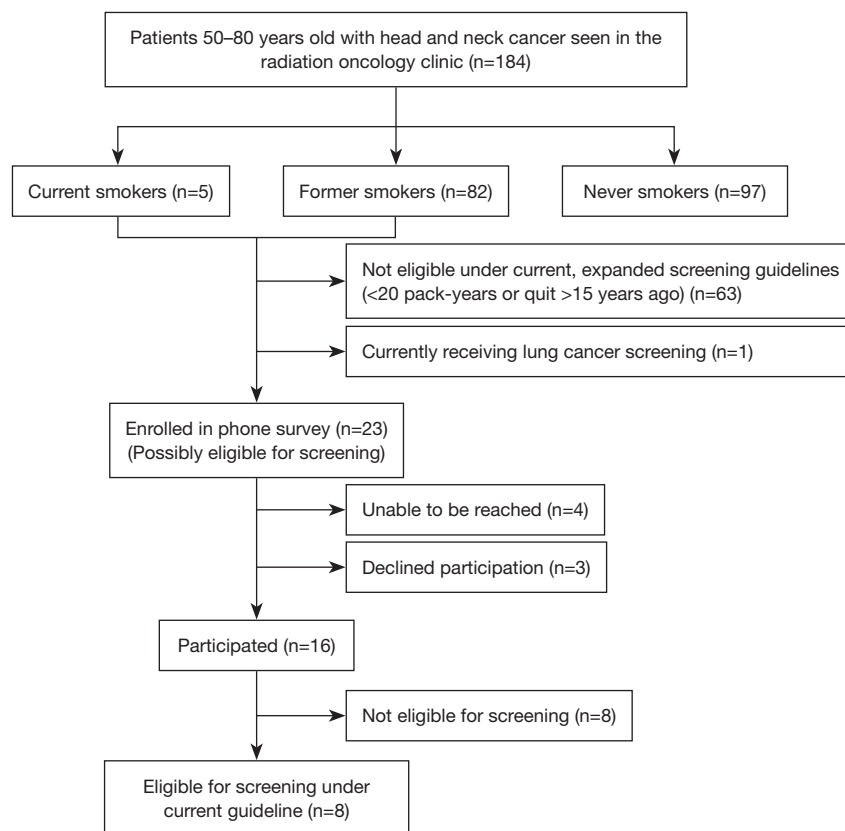 Patients 50–80 years old with head and neck cancer seen in the
radiation oncology clinic (n=184)
Current smokers (n=5)
Former smokers (n=82)
Never smokers (n=97)
Not eligible under current, expanded screening guidelines
(<20 pack-years or quit >15 years ago) (n=63)
Currently receiving lung cancer screening (n=1)
Enrolled in phone survey (n=23)
(Possibly eligible for screening)
Unable to be reached (n=4)
Declined participation (n=3)
Participated (n=16)
Not eligible for screening (n=8)
Eligible for screening under
current guideline (n=8)